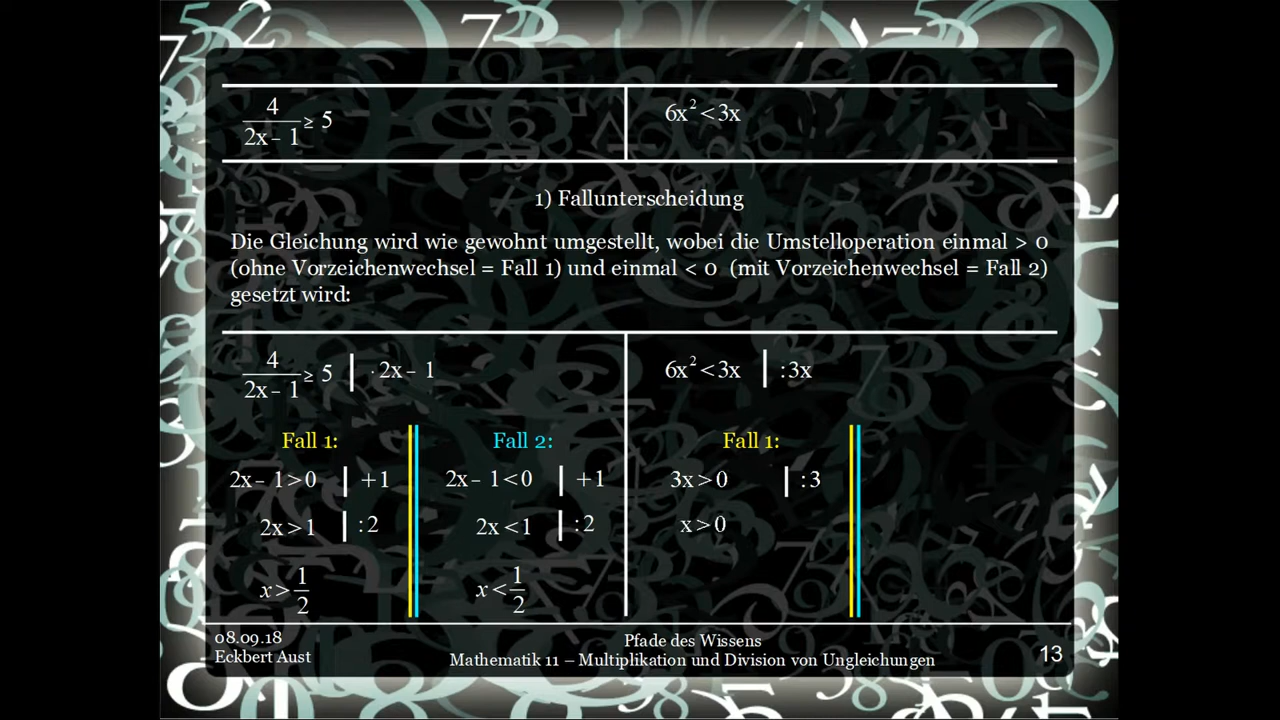 4/(2x – 1) ≥ 5
6x² < 3x
1) Fallunterscheidung
Die Gleichung wird wie gewohnt umgestellt, wobei die Umstelloperation einmal > 0
(ohne Vorzeichenwechsel = Fall 1) und einmal < 0 (mit Vorzeichenwechsel = Fall 2)
gesetzt wird:
4/(2x – 1) ≥ 5 | · 2x – 1
6x² < 3x | :3x
Fall 1:
2x – 1 > 0 | +1
2x > 1 | :2
x > 1/2
Fall 2:
2x – 1 < 0 | +1
2x < 1 | :2
x < 1/2
Fall 1:
3x > 0 | :3
x > 0
08.09.18
Eckbert Aust
Pfade des Wissens
Mathematik 11 – Multiplikation und Division von Ungleichungen
13